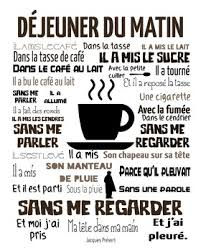 DÉJEUNER DU MATIN
IL A MIS LE CAFÉ Dans la tasse IL A MIS LE LAIT
Dans la tasse de café IL A MIS LE SUCRE
DANS LE CAFÉ AU LAIT Avec la petite cuiller Il a tourné
Il a bu le café au lait Et il a reposé la tasse
SANS ME PARLER IL A ALLUMÉ Une cigarette
Il a fait des ronds Avec la fumée
IL A MIS LES CENDRES Dans le cendrier
SANS ME PARLER SANS ME REGARDER
IL S'EST LEVÉ Il a mis Son chapeau sur sa tête
Il a mis SON MANTEAU DE PLUIE PARCE QU'IL PLEUVAIT
Et il est parti Sous la pluie SANS UNE PAROLE
SANS ME REGARDER
Et moi j'ai pris Ma tête dans ma main Et j'ai pleuré.
Jacques Prévert